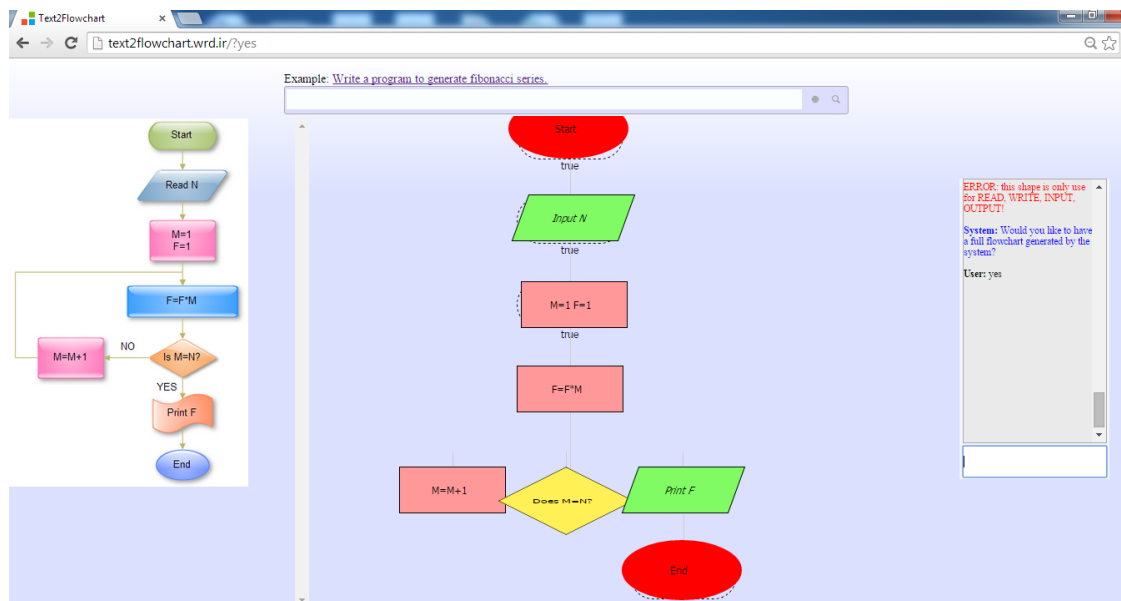 Text2Flowchart
text2flowchart.wrd.ir/?yes
Example: Write a program to generate fibonacci series.
Start
Read N
M=1
F=1
F=F*M
NO
M=M+1
Is M=N?
YES
Print F
End
Start
true
Input N
true
M=1 F=1
true
F=F*M
M=M+1
Does M=N?
Print F
End
ERROR: this shape is only use
for READ, WRITE, INPUT,
OUTPUT!
System: Would you like to have
a full flowchart generated by the
system?
User: yes